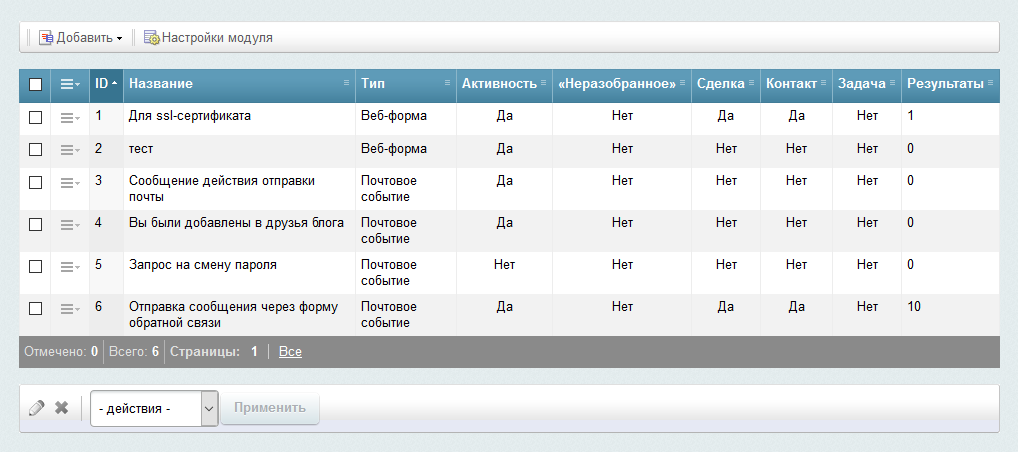 Добавить Настройки модуля
ID Название Тип Активность «Неразобранное» Сделка Контакт Задача Результаты
1 Для ssl-сертификата Веб-форма Да Нет Да Да Нет 1
2 тест Веб-форма Да Нет Нет Нет Нет 0
3 Сообщение действия отправки Почтовое Да Нет Нет Нет Нет 0
почты событие
4 Вы были добавлены в друзья блога Почтовое Да Нет Нет Нет Нет 0
событие
5 Запрос на смену пароля Почтовое Нет Нет Нет Нет Нет 0
событие
6 Отправка сообщения через форму Почтовое Да Нет Да Да Нет 10
обратной связи событие
Отмечено: 0 Всего: 6 Страницы: 1 Все
- действия - Применить